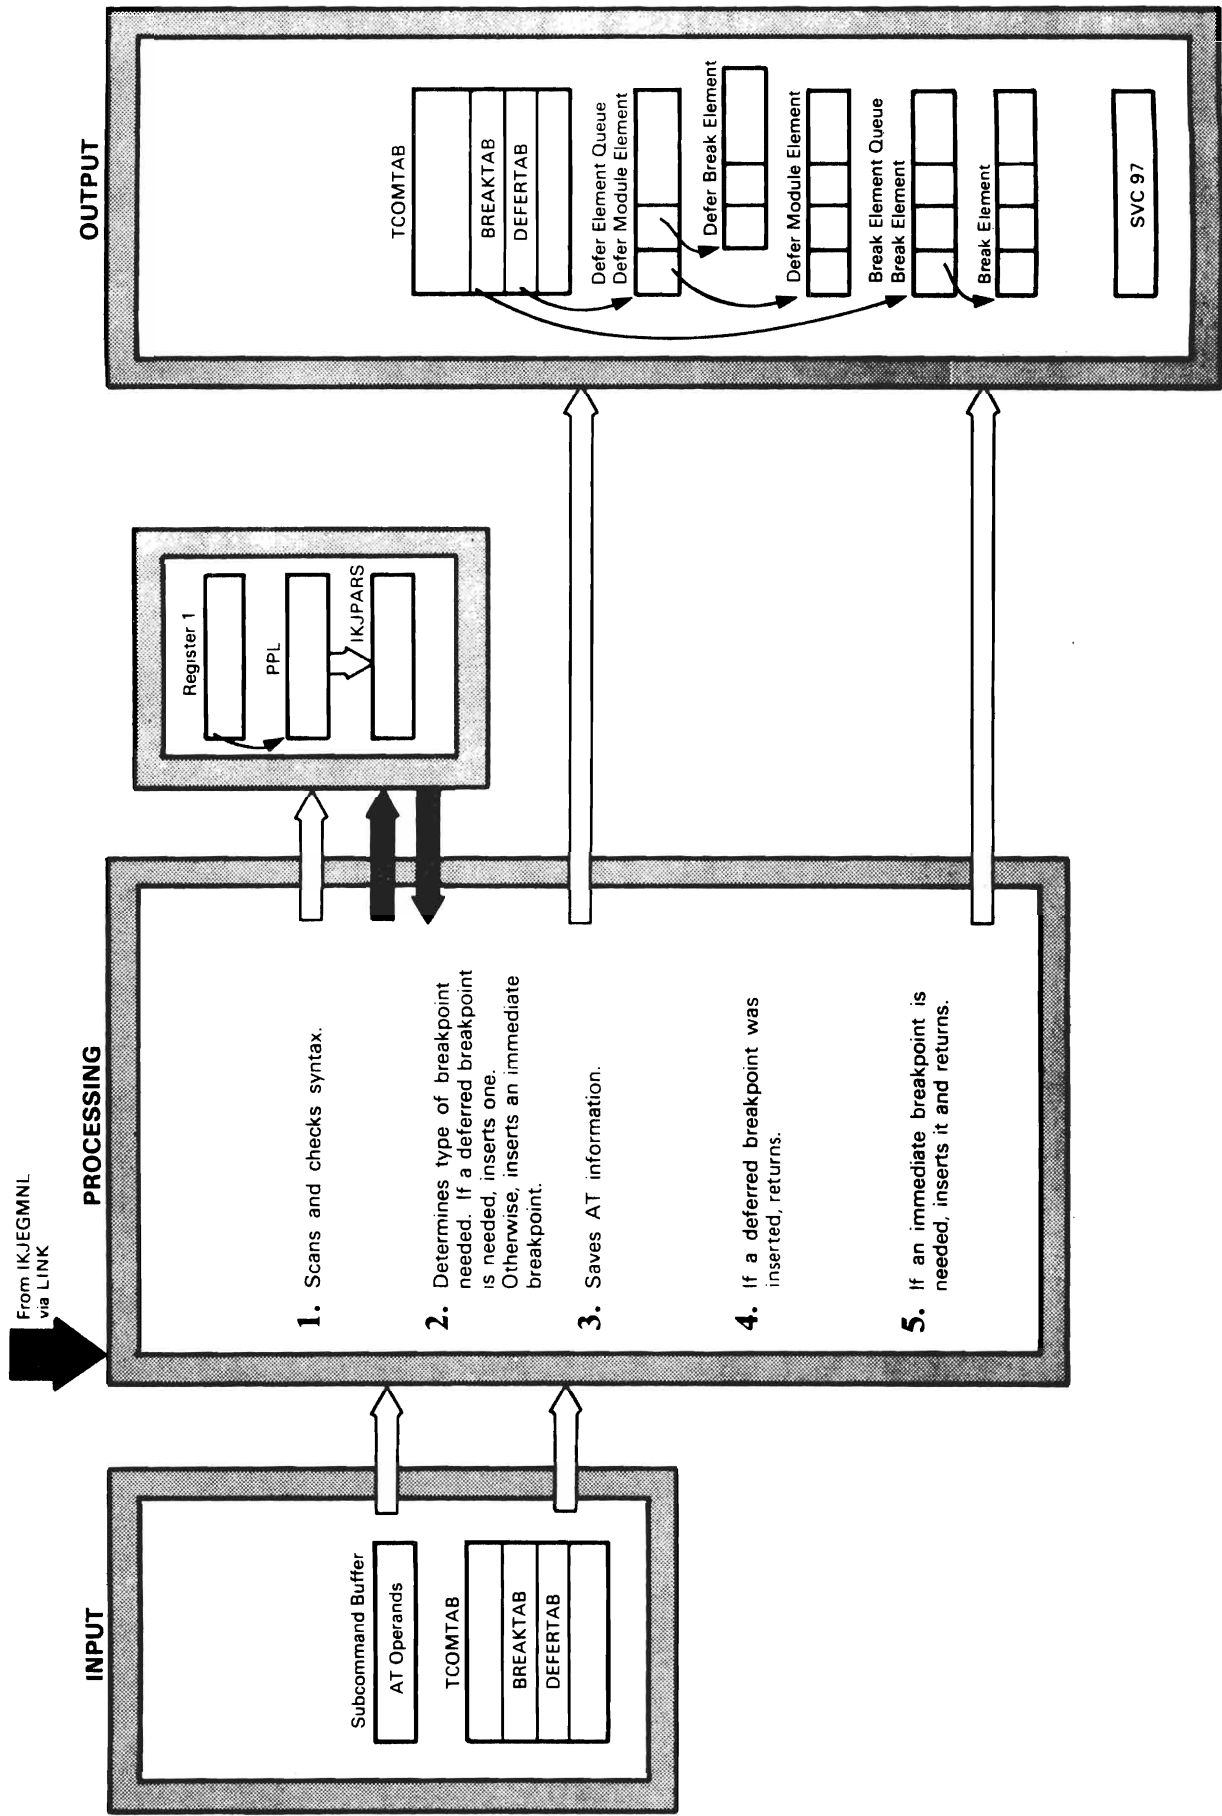 From IKJEGMNL
via LINK
INPUT
Subcommand Buffer
AT Operands
TCOMTAB
BREAKTAB
DEFERTAB
PROCESSING
1. Scans and checks syntax.
2. Determines type of breakpoint
needed. If a deferred breakpoint
is needed, inserts one.
Otherwise, inserts an immediate
breakpoint.
3. Saves AT information.
4. If a deferred breakpoint was
inserted, returns.
5. If an immediate breakpoint is
needed, inserts it and returns.
Register 1
PPL
IKJPARS
OUTPUT
TCOMTAB
BREAKTAB
DEFERTAB
Defer Element Queue
Defer Module Element
Defer Break Element
Defer Module Element
Break Element Queue
Break Element
Break Element
SVC 97